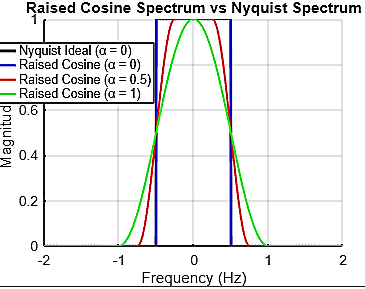 Raised Cosine Spectrum vs Nyquist Spectrum
1
Nyquist Ideal (α = 0)
Raised Cosine (α = 0)
Raised Cosine (α = 0.5)
Raised Cosine (α = 1)
0.6
0.4
0.2
0
Magnitud
-2 -1 0 1 2
Frequency (Hz)